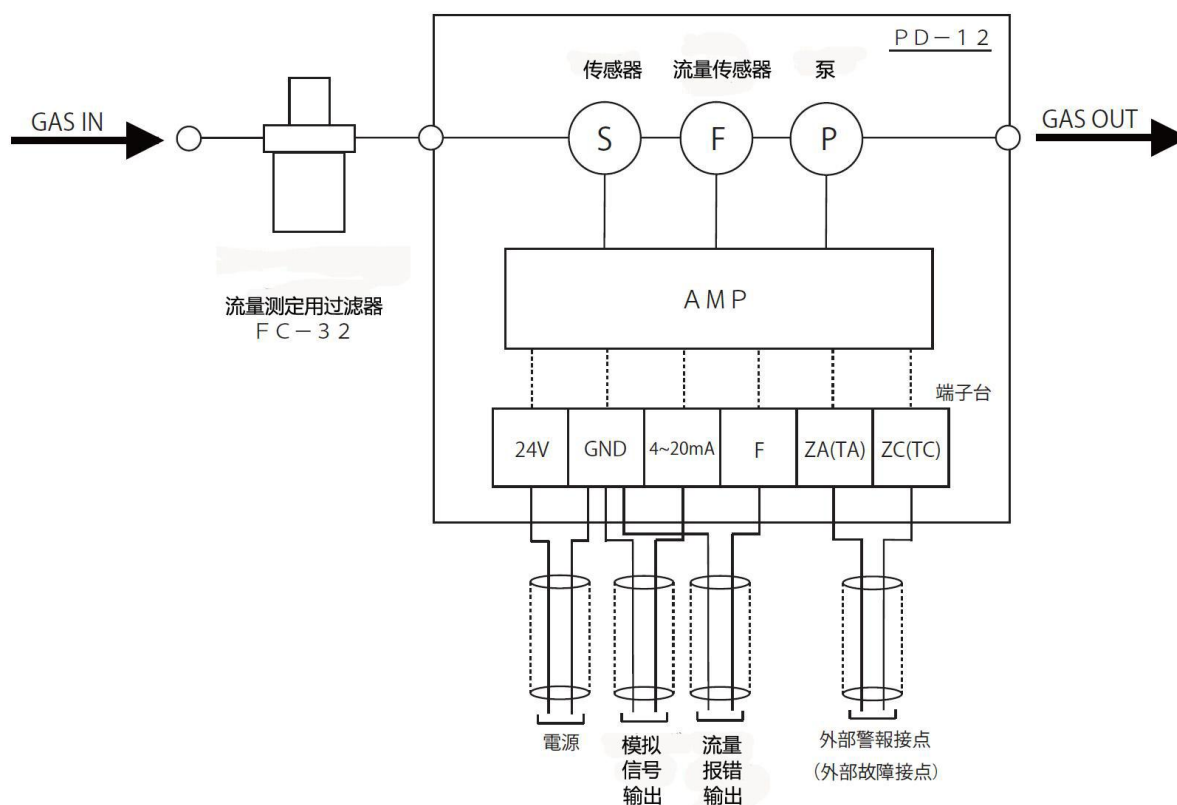 ＰＤ－１２
传感器
流量传感器
泵
GAS IN
S
F
P
GAS OUT
流量测定用过滤器
ＦＣ－３２
ＡＭＰ
端子台
24V
GND
4~20mA
F
ZA(TA)
ZC(TC)
電源
模拟
信号
输出
流量
报错
输出
外部警報接点
（外部故障接点）